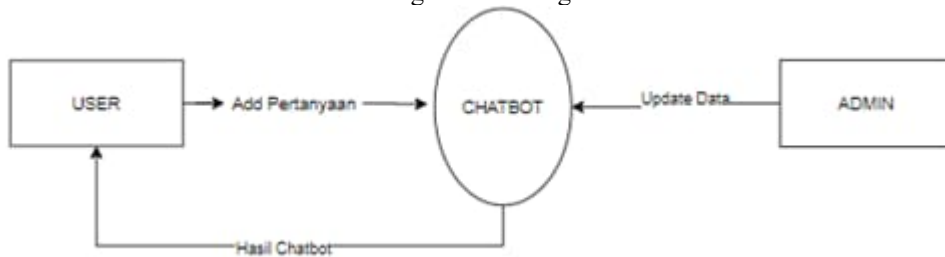 USER
Add Pertanyaan
CHATBOT
Update Data
ADMIN
Hasil Chatbot